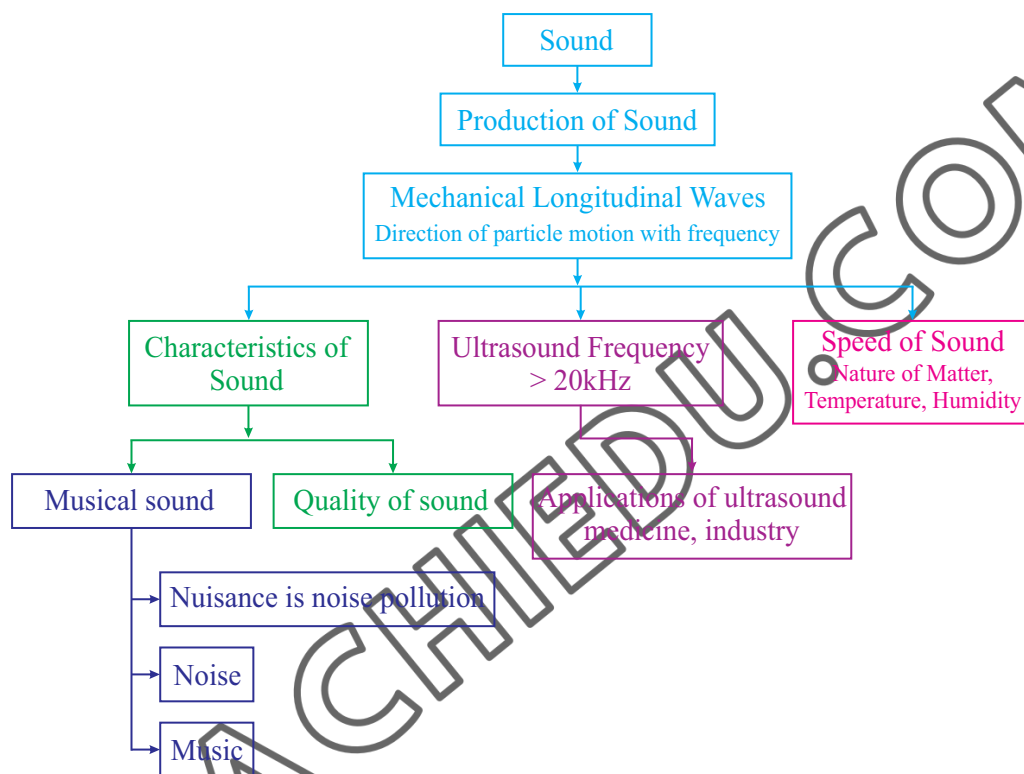 Sound
Production of Sound
Mechanical Longitudinal Waves
Direction of particle motion with frequency
Characteristics of
Sound
Ultrasound Frequency
> 20kHz
Speed of Sound
Nature of Matter,
Temperature, Humidity
Musical sound
Quality of sound
Applications of ultrasound
medicine, industry
Nuisance is noise pollution
Noise
Music
ACHIEDU.CO